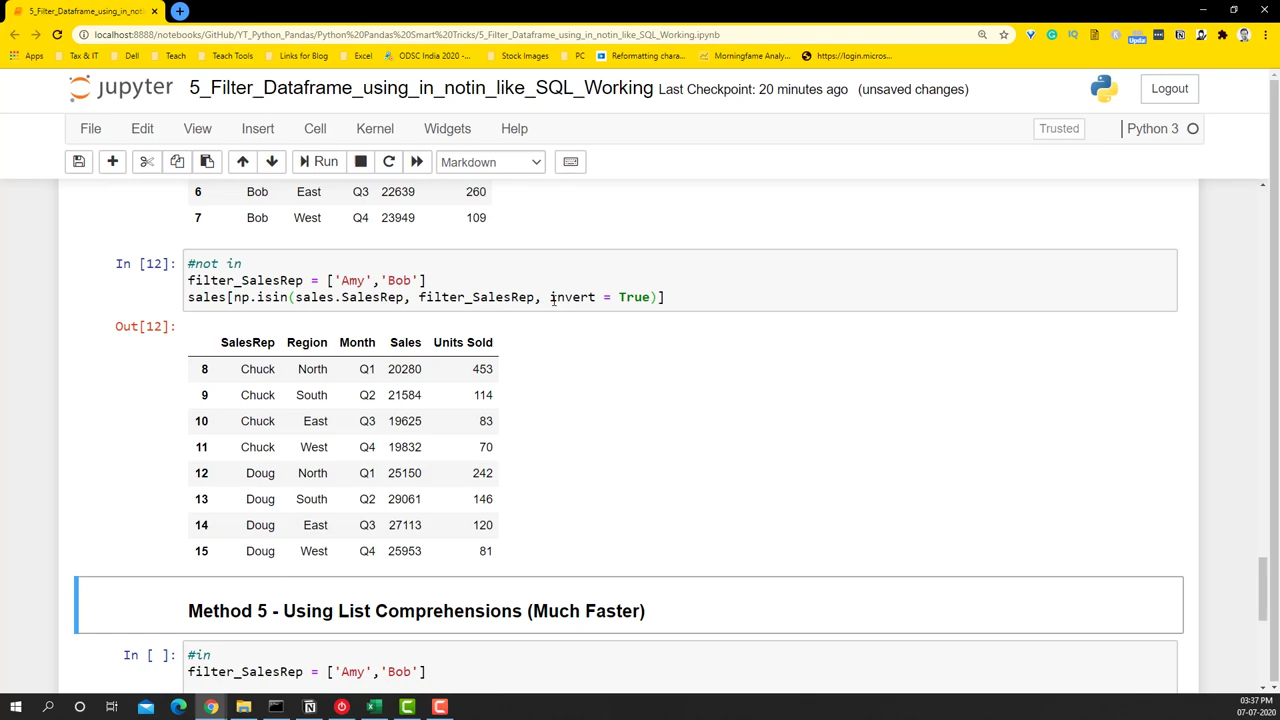 5_Filter_Dataframe_using_in_notin_
localhost:8888/notebooks/GitHub/YT_Python_Pandas/Python%20Pandas%20Smart%20Tricks/5_Filter_Dataframe_using_in_notin_like_SQL_Working.ipynb
Apps Tax & IT Dell Teach Teach Tools Links for Blog Excel ODSC India 2020 -... Stock Images PC Reformatting chara... Morningfame Analy... https://login.micros...
jupyter 5_Filter_Dataframe_using_in_notin_like_SQL_Working Last Checkpoint: 20 minutes ago (unsaved changes) Logout
File Edit View Insert Cell Kernel Widgets Help Trusted Python 3
Run Markdown
6 Bob East Q3 22639 260
7 Bob West Q4 23949 109
In [12]: #not in
filter_SalesRep = ['Amy','Bob']
sales[np.isin(sales.SalesRep, filter_SalesRep, invert = True)]
Out[12]:
SalesRep Region Month Sales Units Sold
8 Chuck North Q1 20280 453
9 Chuck South Q2 21584 114
10 Chuck East Q3 19625 83
11 Chuck West Q4 19832 70
12 Doug North Q1 25150 242
13 Doug South Q2 29061 146
14 Doug East Q3 27113 120
15 Doug West Q4 25953 81
Method 5 - Using List Comprehensions (Much Faster)
In [ ]: #in
filter_SalesRep = ['Amy','Bob']
03:37 PM
07-07-2020